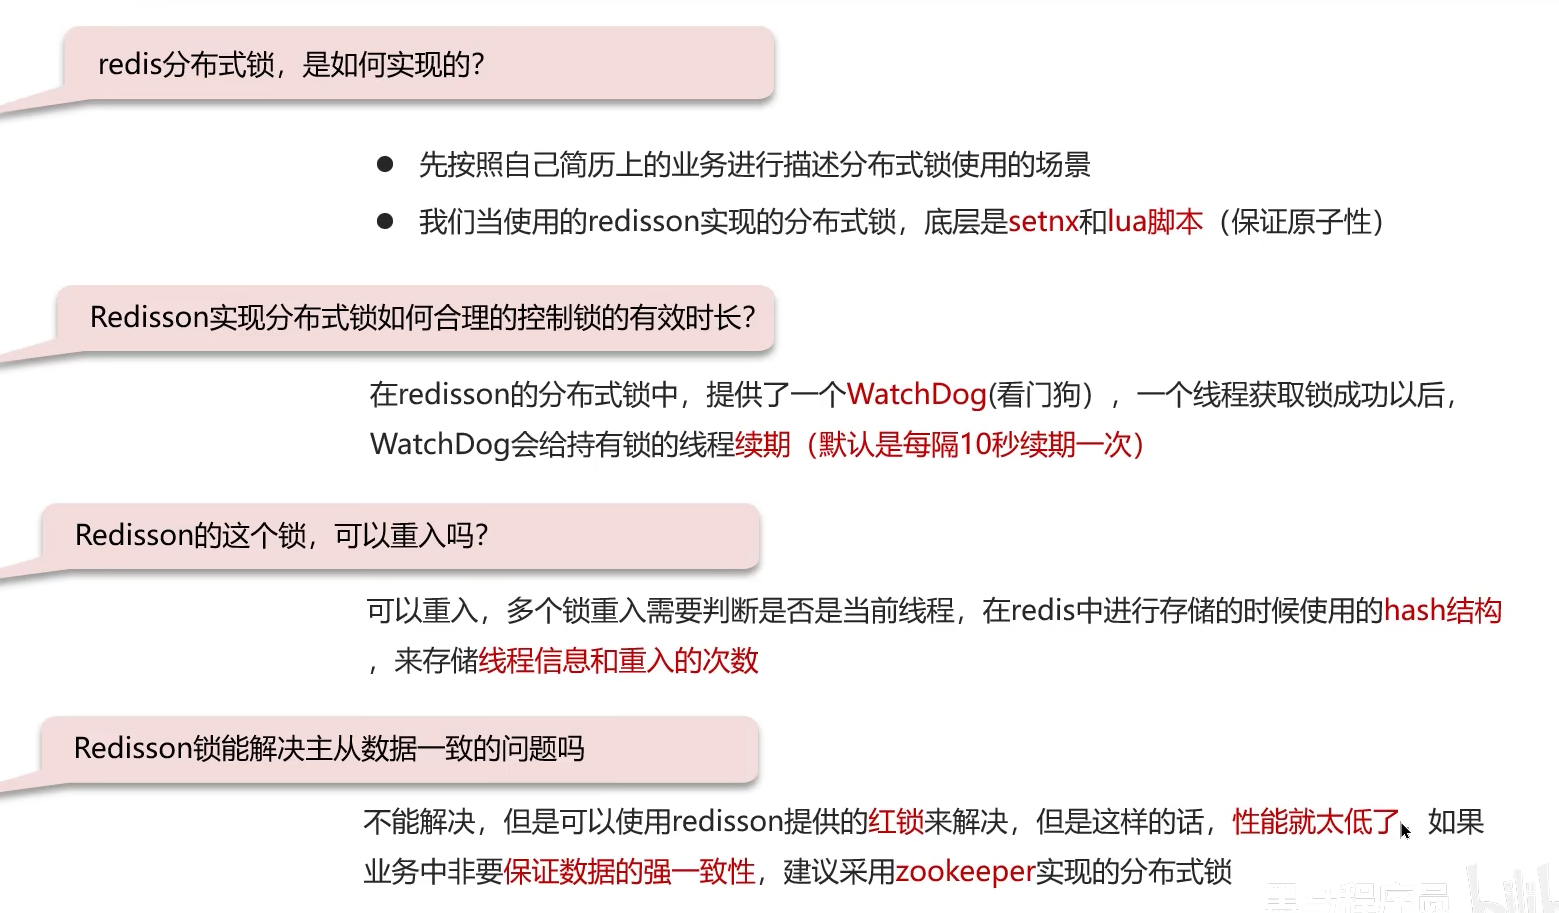 redis分布式锁，是如何实现的？
● 先按照自己简历上的业务进行描述分布式锁使用的场景
● 我们当使用的redisson实现的分布式锁，底层是setnx和lua脚本（保证原子性）
Redisson实现分布式锁如何合理的控制锁的有效时长？
在redisson的分布式锁中，提供了一个WatchDog(看门狗），一个线程获取锁成功以后，
WatchDog会给持有锁的线程续期（默认是每隔10秒续期一次）
Redisson的这个锁，可以重入吗？
可以重入，多个锁重入需要判断是否是当前线程，在redis中进行存储的时候使用的hash结构
，来存储线程信息和重入的次数
Redisson锁能解决主从数据一致的问题吗
不能解决，但是可以使用redisson提供的红锁来解决，但是这样的话，性能就太低了，如果
业务中非要保证数据的强一致性，建议采用zookeeper实现的分布式锁